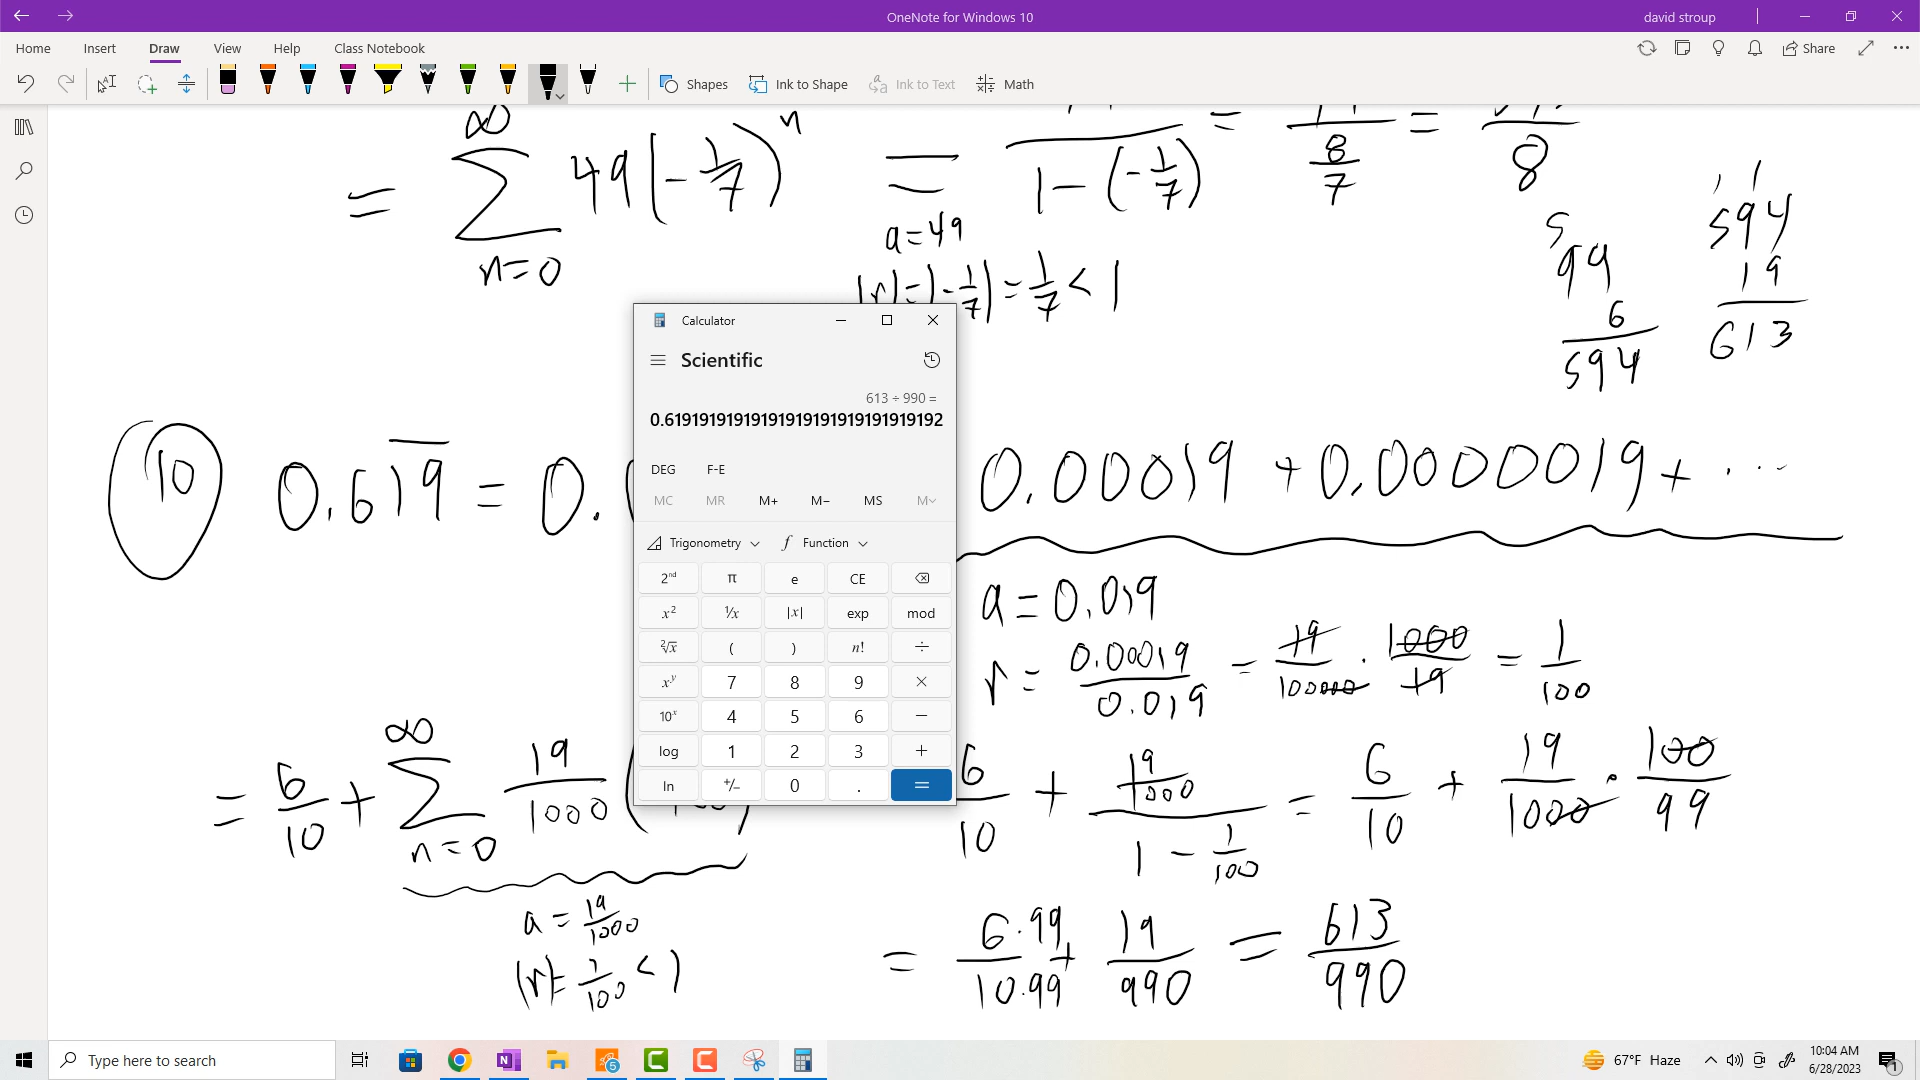 OneNote for Windows 10
david stroup
Home Insert Draw View Help Class Notebook
Share
Shapes Ink to Shape Ink to Text Math
∞ Σ n=0 49(-1/7)^n = 1-(-1/7) = 8/7 = 8
a=49
|r|=|-1/7|=1/7<1
5
99
6
594
1 1
594
19
613
Calculator
Scientific
613 ÷ 990 =
0.61919191919191919191919191919192
DEG F-E
MC MR M+ M− MS M
Trigonometry Function
2nd π e CE
x² ¹/x |x| exp mod
²√x ( ) n! ÷
xʸ 7 8 9 ×
10ˣ 4 5 6 −
log 1 2 3 +
ln +/− 0 . =
10 0.619̅ = 0. 0.00019 + 0.0000019 + ...
a=0.019
r = 0.00019/0.019 = 19/100000 · 1000/19 = 1/100
= 6/10 + ∞ Σ n=0 19/1000 ( 6/10 + 19/1000 / 1 - 1/100 = 6/10 + 19/1000 · 100/99
a = 19/1000
|r|= 1/100 < 1
= 6.99/10.99 + 19/990 = 613/990
Type here to search
67°F Haze
10:04 AM
6/28/2023